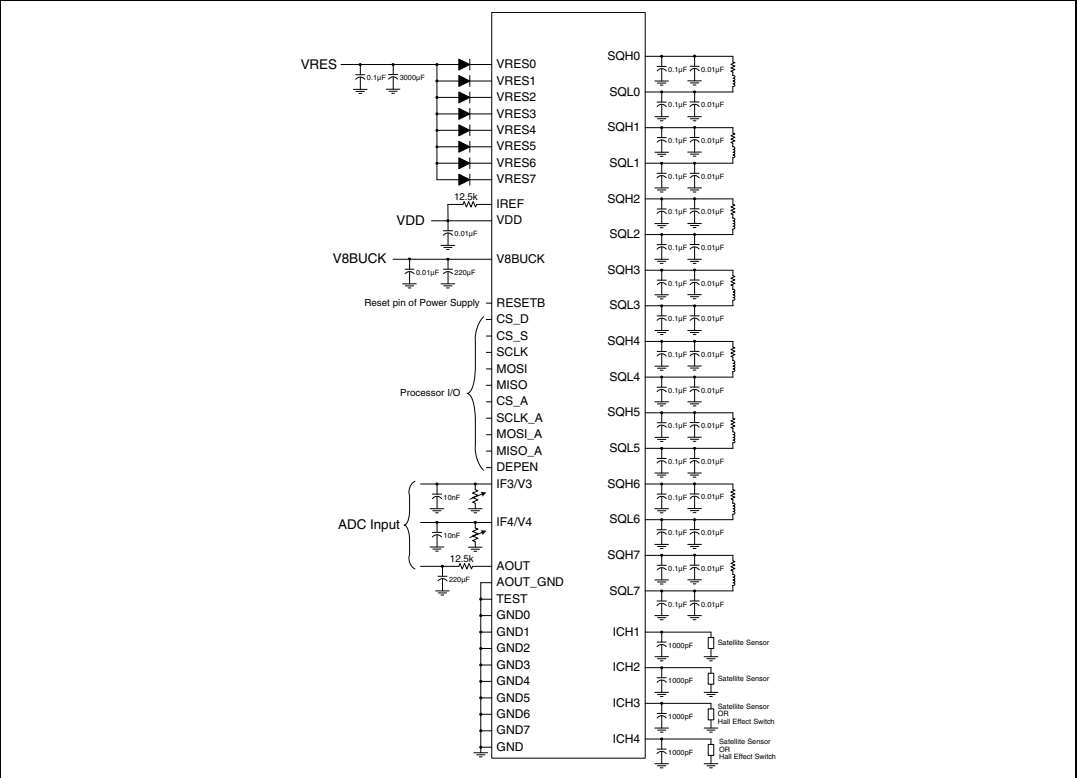 VRES
0.1µF
3000µF
VRES0
VRES1
VRES2
VRES3
VRES4
VRES5
VRES6
VRES7
12.5k
IREF
VDD
VDD
0.01µF
V8BUCK
V8BUCK
0.01µF
220µF
Reset pin of Power Supply
RESETB
CS_D
CS_S
SCLK
MOSI
MISO
Processor I/O
CS_A
SCLK_A
MOSI_A
MISO_A
DEPEN
IF3/V3
10nF
ADC Input
IF4/V4
10nF
12.5k
AOUT
220µF
AOUT_GND
TEST
GND0
GND1
GND2
GND3
GND4
GND5
GND6
GND7
GND
SQH0
0.1µF
0.01µF
SQL0
0.1µF
0.01µF
SQH1
0.1µF
0.01µF
SQL1
0.1µF
0.01µF
SQH2
0.1µF
0.01µF
SQL2
0.1µF
0.01µF
SQH3
0.1µF
0.01µF
SQL3
0.1µF
0.01µF
SQH4
0.1µF
0.01µF
SQL4
0.1µF
0.01µF
SQH5
0.1µF
0.01µF
SQL5
0.1µF
0.01µF
SQH6
0.1µF
0.01µF
SQL6
0.1µF
0.01µF
SQH7
0.1µF
0.01µF
SQL7
0.1µF
0.01µF
ICH1
1000pF
Satellite Sensor
ICH2
1000pF
Satellite Sensor
ICH3
1000pF
Satellite Sensor
OR
Hall Effect Switch
ICH4
1000pF
Satellite Sensor
OR
Hall Effect Switch